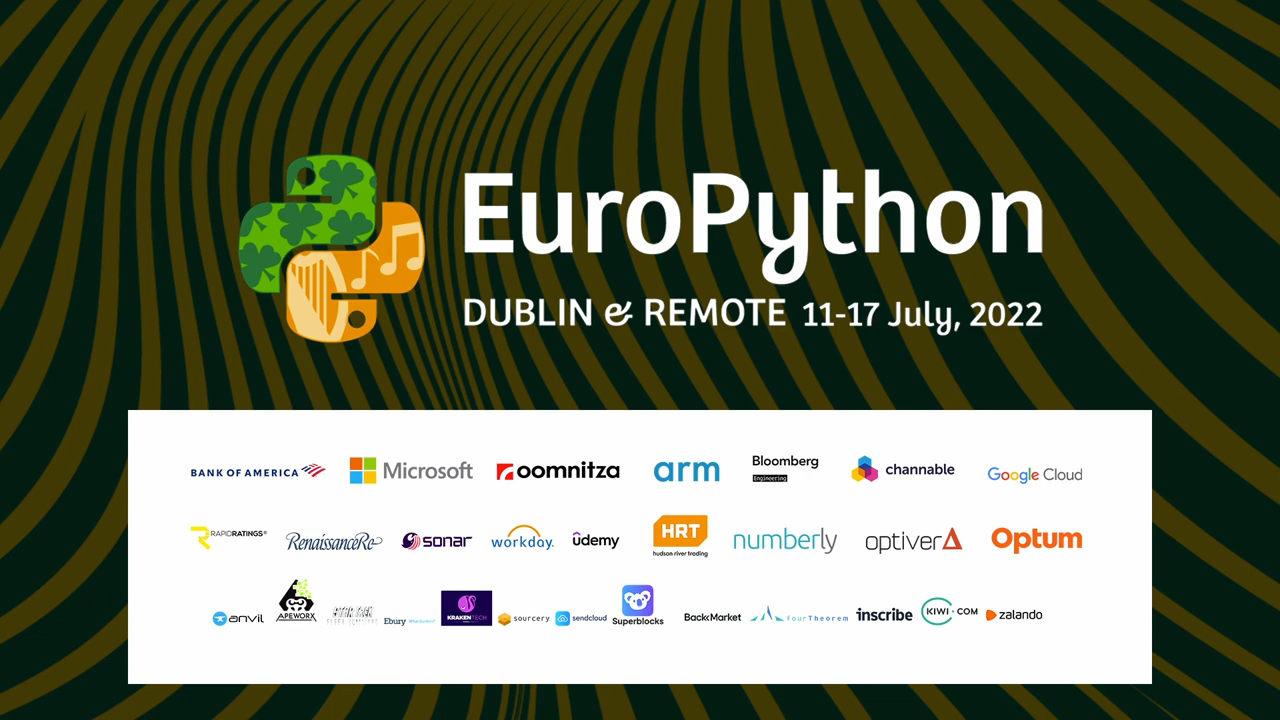 EuroPython
DUBLIN & REMOTE 11-17 July, 2022
BANK OF AMERICA Microsoft oomnitza arm Bloomberg Engineering channable Google Cloud
RAPIDRATINGS® RenaissanceRe sonar workday. udemy HRT hudson river trading numberly optiver Optum
anvil APEWORX Ebury KRAKENTECH sourcery sendcloud Superblocks BackMarket fourTheorem inscribe KIWI.COM zalando